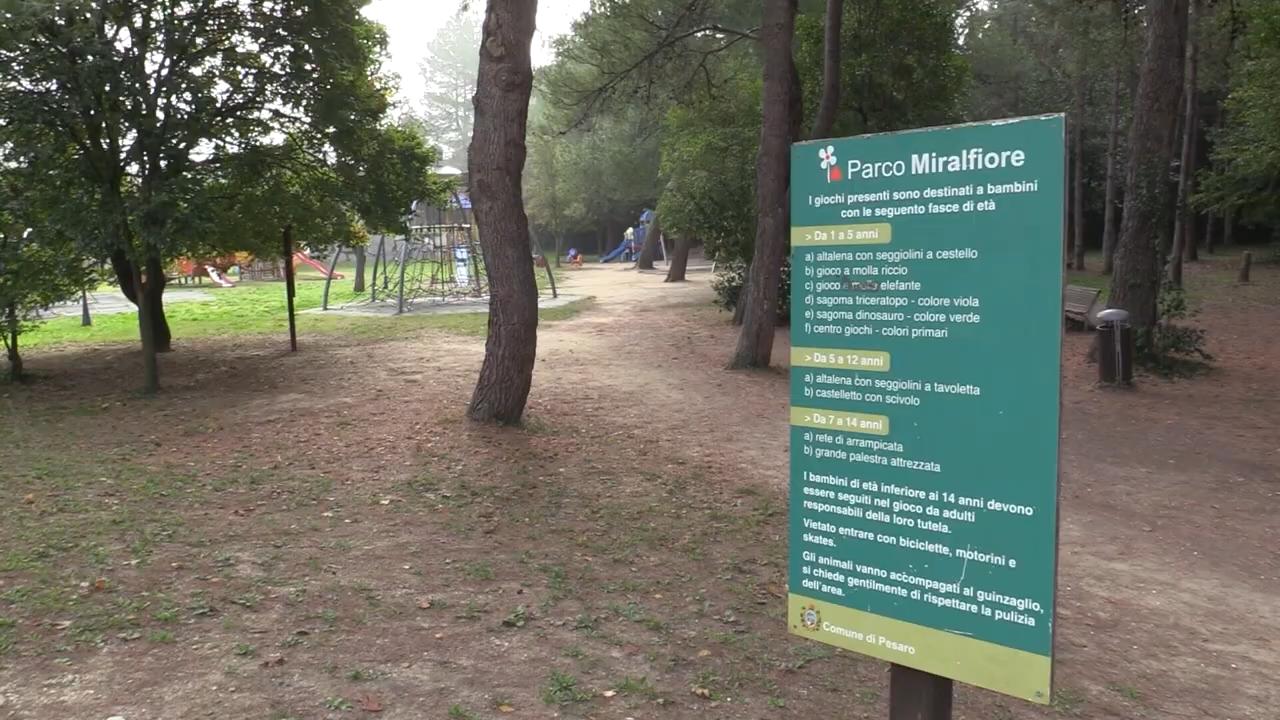 Parco Miralfiore
I giochi presenti sono destinati a bambini
con le seguento fasce di età
> Da 1 a 5 anni
a) altalena con seggiolini a cestello
b) gioco a molla riccio
c) gioco a molla elefante
d) sagoma triceratopo - colore viola
e) sagoma dinosauro - colore verde
f) centro giochi - colori primari
> Da 5 a 12 anni
a) altalena con seggiolini a tavoletta
b) castelletto con scivolo
> Da 7 a 14 anni
a) rete di arrampicata
b) grande palestra attrezzata
I bambini di età inferiore ai 14 anni devono
essere seguiti nel gioco da adulti
responsabili della loro tutela.
Vietato entrare con biciclette, motorini e
skates.
Gli animali vanno accompagati al guinzaglio,
si chiede gentilmente di rispettare la pulizia
dell'area.
Comune di Pesaro